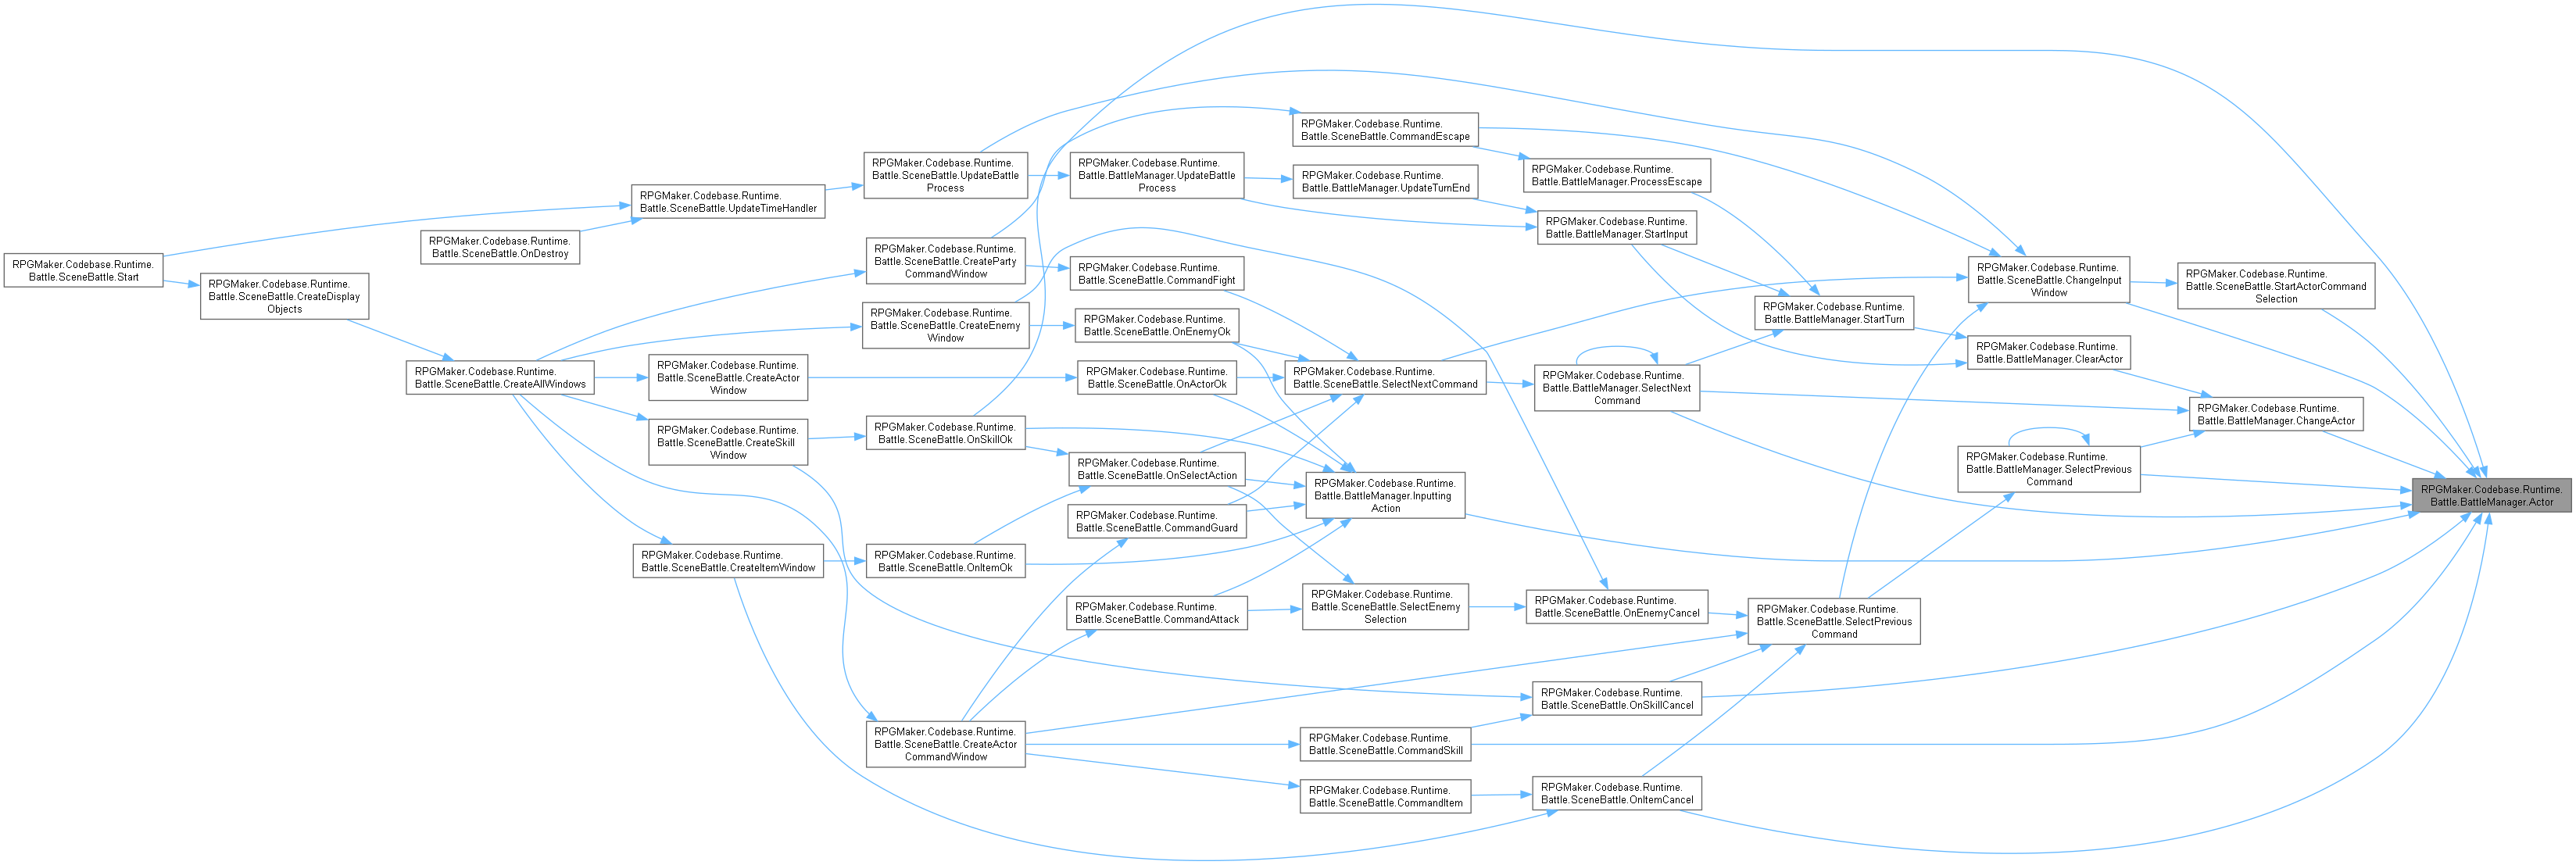 RPGMaker.Codebase.Runtime.
Battle.SceneBattle.Start
RPGMaker.Codebase.Runtime.
Battle.SceneBattle.CreateDisplay
Objects
RPGMaker.Codebase.Runtime.
Battle.SceneBattle.OnDestroy
RPGMaker.Codebase.Runtime.
Battle.SceneBattle.CreateAllWindows
RPGMaker.Codebase.Runtime.
Battle.SceneBattle.UpdateTimeHandler
RPGMaker.Codebase.Runtime.
Battle.SceneBattle.CreateActor
Window
RPGMaker.Codebase.Runtime.
Battle.SceneBattle.CreateSkill
Window
RPGMaker.Codebase.Runtime.
Battle.SceneBattle.CreateItemWindow
RPGMaker.Codebase.Runtime.
Battle.SceneBattle.UpdateBattle
Process
RPGMaker.Codebase.Runtime.
Battle.SceneBattle.CreateParty
CommandWindow
RPGMaker.Codebase.Runtime.
Battle.SceneBattle.CreateEnemy
Window
RPGMaker.Codebase.Runtime.
Battle.SceneBattle.OnSkillOk
RPGMaker.Codebase.Runtime.
Battle.SceneBattle.OnItemOk
RPGMaker.Codebase.Runtime.
Battle.SceneBattle.CreateActor
CommandWindow
RPGMaker.Codebase.Runtime.
Battle.BattleManager.UpdateBattle
Process
RPGMaker.Codebase.Runtime.
Battle.SceneBattle.CommandFight
RPGMaker.Codebase.Runtime.
Battle.SceneBattle.OnEnemyOk
RPGMaker.Codebase.Runtime.
Battle.SceneBattle.OnActorOk
RPGMaker.Codebase.Runtime.
Battle.SceneBattle.OnSelectAction
RPGMaker.Codebase.Runtime.
Battle.SceneBattle.CommandGuard
RPGMaker.Codebase.Runtime.
Battle.SceneBattle.CommandAttack
RPGMaker.Codebase.Runtime.
Battle.SceneBattle.CommandEscape
RPGMaker.Codebase.Runtime.
Battle.BattleManager.UpdateTurnEnd
RPGMaker.Codebase.Runtime.
Battle.SceneBattle.SelectNextCommand
RPGMaker.Codebase.Runtime.
Battle.BattleManager.Inputting
Action
RPGMaker.Codebase.Runtime.
Battle.SceneBattle.SelectEnemy
Selection
RPGMaker.Codebase.Runtime.
Battle.SceneBattle.CommandSkill
RPGMaker.Codebase.Runtime.
Battle.SceneBattle.CommandItem
RPGMaker.Codebase.Runtime.
Battle.BattleManager.ProcessEscape
RPGMaker.Codebase.Runtime.
Battle.BattleManager.StartInput
RPGMaker.Codebase.Runtime.
Battle.BattleManager.SelectNext
Command
RPGMaker.Codebase.Runtime.
Battle.SceneBattle.OnEnemyCancel
RPGMaker.Codebase.Runtime.
Battle.SceneBattle.OnSkillCancel
RPGMaker.Codebase.Runtime.
Battle.SceneBattle.OnItemCancel
RPGMaker.Codebase.Runtime.
Battle.BattleManager.StartTurn
RPGMaker.Codebase.Runtime.
Battle.SceneBattle.SelectPrevious
Command
RPGMaker.Codebase.Runtime.
Battle.SceneBattle.ChangeInput
Window
RPGMaker.Codebase.Runtime.
Battle.BattleManager.ClearActor
RPGMaker.Codebase.Runtime.
Battle.BattleManager.SelectPrevious
Command
RPGMaker.Codebase.Runtime.
Battle.SceneBattle.StartActorCommand
Selection
RPGMaker.Codebase.Runtime.
Battle.BattleManager.ChangeActor
RPGMaker.Codebase.Runtime.
Battle.BattleManager.Actor